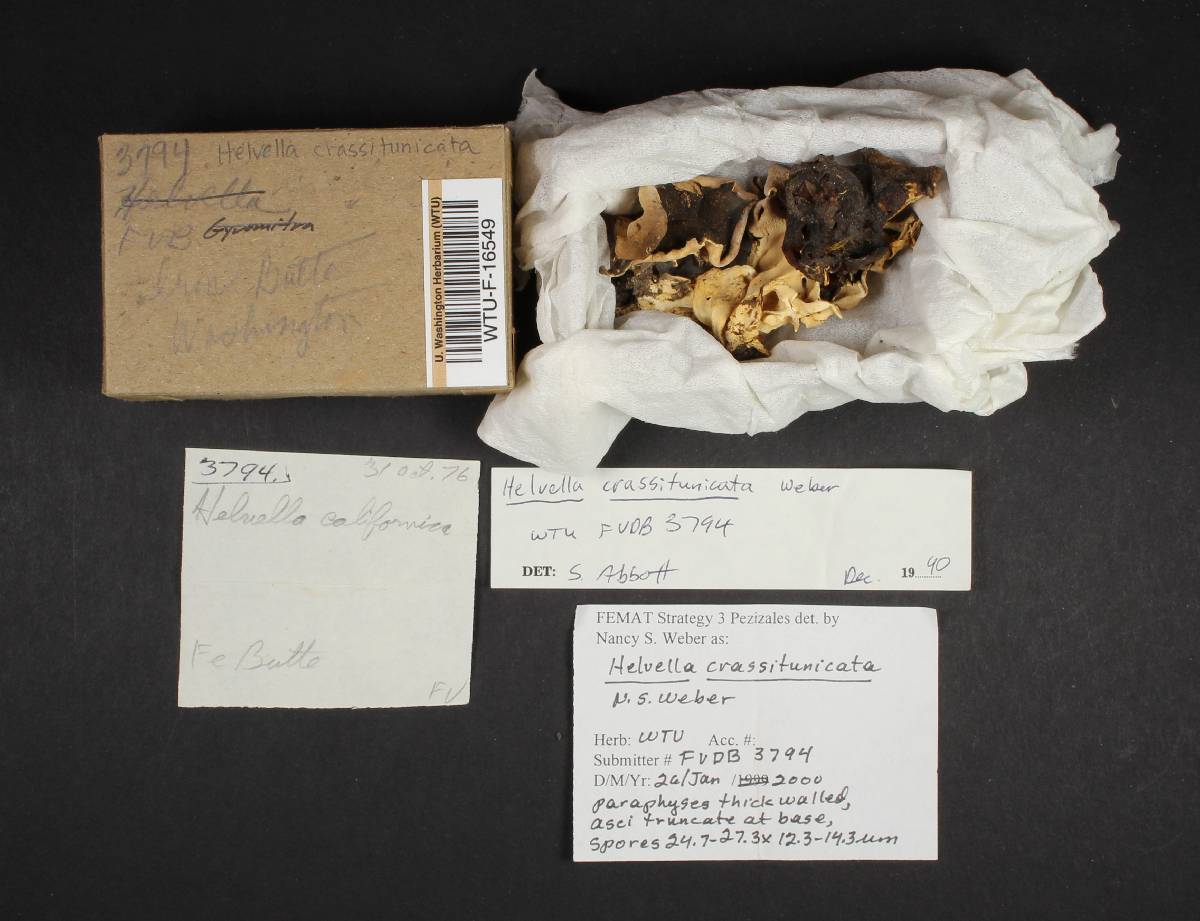 3794 Helvella crassitunicata
Helvella
FVDB Gyromitra
Iron Butte
Washington
U. Washington Herbarium (WTU)
WTU-F-16549
3794. 31 Oct. 76
Helvella californica
Fe Butte
FV
Helvella crassitunicata Weber
WTU FVDB 3794
DET: S. Abbott Dec. 1990
FEMAT Strategy 3 Pezizales det. by
Nancy S. Weber as:
Helvella crassitunicata
N. S. Weber
Herb: WTU Acc. #:
Submitter # FVDB 3794
D/M/Yr: 26/Jan /1999 2000
paraphyses thick walled,
asci truncate at base,
spores 24.7-27.3 x 12.3-14.3 um